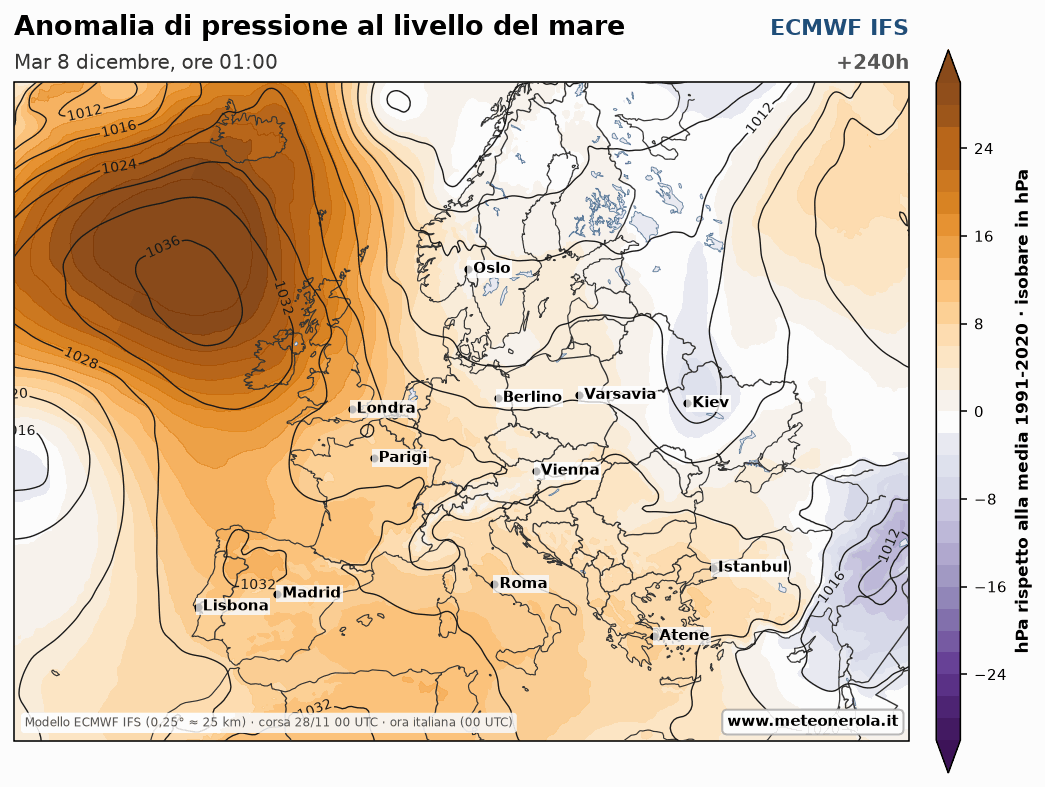 Anomalia di pressione al livello del mare
ECMWF IFS
Mar 8 dicembre, ore 01:00
+240h
1012
1016
1024
1012
1036
1032
1028
20
016
Oslo
Londra
Berlino
Varsavia
Kiev
Parigi
Vienna
1012
1032
Madrid
Lisbona
Roma
Istanbul
1016
Atene
1032
Modello ECMWF IFS (0,25° ≈ 25 km) · corsa 28/11 00 UTC · ora italiana (00 UTC)
www.meteonerola.it
1020
24
16
8
0
−8
−16
−24
hPa rispetto alla media 1991-2020 · isobare in hPa